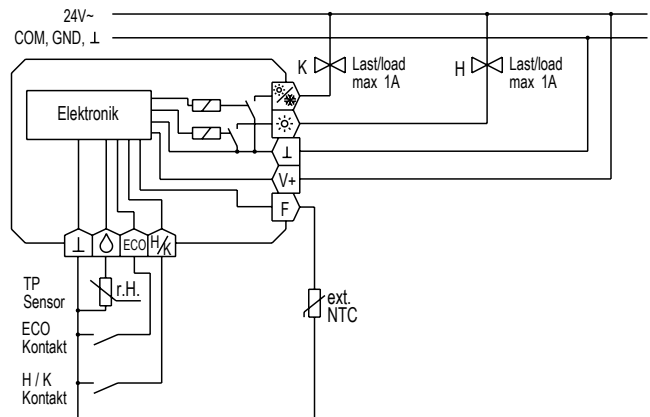 24V~
COM, GND, ⊥
K
Last/load
max 1A
H
Last/load
max 1A
Elektronik
⊥
V+
F
⊥
ECO
H/K
TP
Sensor
r.H.
ECO
Kontakt
H / K
Kontakt
ext.
NTC